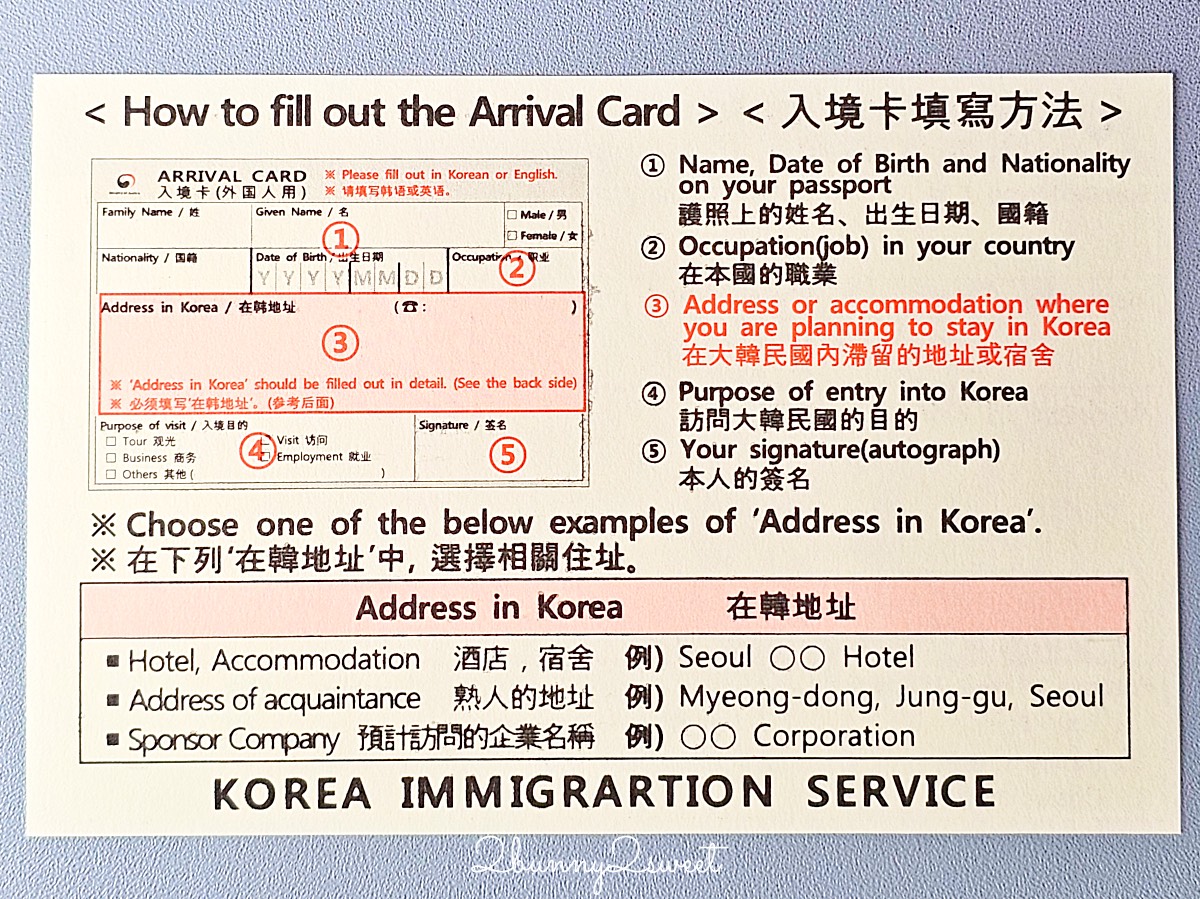 < How to fill out the Arrival Card > < 入境卡填寫方法 >
ARRIVAL CARD ※ Please fill out in Korean or English.
入境卡(外国人用) ※ 请填写韩语或英语。
Family Name / 姓 Given Name / 名 □ Male / 男
① □ Female / 女
Nationality / 国籍 Date of Birth / 出生日期 Occupation / 职业
Y Y Y Y M M D D ②
Address in Korea / 在韩地址 (☎: )
③
※ 'Address in Korea' should be filled out in detail. (See the back side)
※ 必须填写'在韩地址'。(参考后面)
Purpose of visit / 入境目的 Signature / 签名
□ Tour 观光 □ Visit 访问
□ Business 商务 ④ □ Employment 就业 ⑤
□ Others 其他 ( )
① Name, Date of Birth and Nationality
on your passport
護照上的姓名、出生日期、國籍
② Occupation(job) in your country
在本國的職業
③ Address or accommodation where
you are planning to stay in Korea
在大韓民國內滯留的地址或宿舍
④ Purpose of entry into Korea
訪問大韓民國的目的
⑤ Your signature(autograph)
本人的簽名
※ Choose one of the below examples of 'Address in Korea'.
※ 在下列'在韓地址'中, 選擇相關住址。
Address in Korea 在韓地址
■ Hotel, Accommodation 酒店 , 宿舍 例) Seoul ○○ Hotel
■ Address of acquaintance 熟人的地址 例) Myeong-dong, Jung-gu, Seoul
■ Sponsor Company 預計訪問的企業名稱 例) ○○ Corporation
KOREA IMMIGRARTION SERVICE
2bunny2sweet